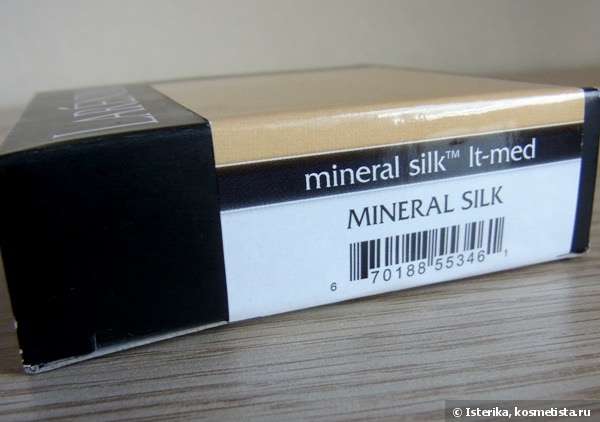 mineral silk™ lt-med
MINERAL SILK
6 70188 55346 1
© Isterika, kosmetista.ru